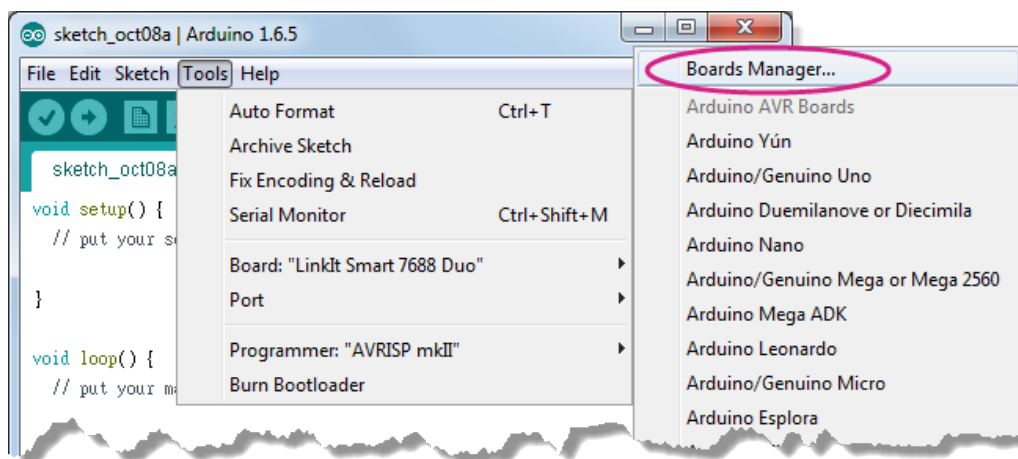 sketch_oct08a | Arduino 1.6.5
File Edit Sketch Tools Help
sketch_oct08a
void setup() {
// put your s
}
void loop() {
// put your m
Auto Format Ctrl+T
Archive Sketch
Fix Encoding & Reload
Serial Monitor Ctrl+Shift+M
Board: "LinkIt Smart 7688 Duo"
Port
Programmer: "AVRISP mkII"
Burn Bootloader
Boards Manager...
Arduino AVR Boards
Arduino Yún
Arduino/Genuino Uno
Arduino Duemilanove or Diecimila
Arduino Nano
Arduino/Genuino Mega or Mega 2560
Arduino Mega ADK
Arduino Leonardo
Arduino/Genuino Micro
Arduino Esplora